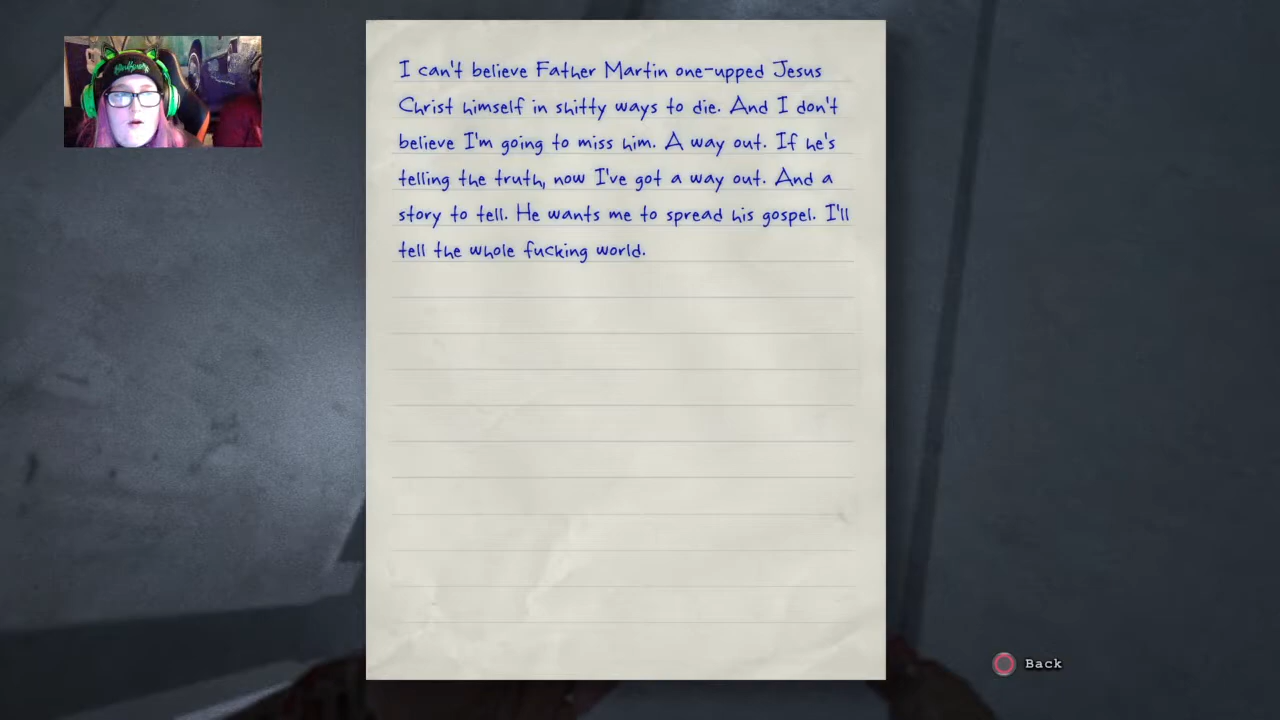 I can't believe Father Martin one-upped Jesus
Christ himself in shitty ways to die. And I don't
believe I'm going to miss him. A way out. If he's
telling the truth, now I've got a way out. And a
story to tell. He wants me to spread his gospel. I'll
tell the whole fucking world.
Back